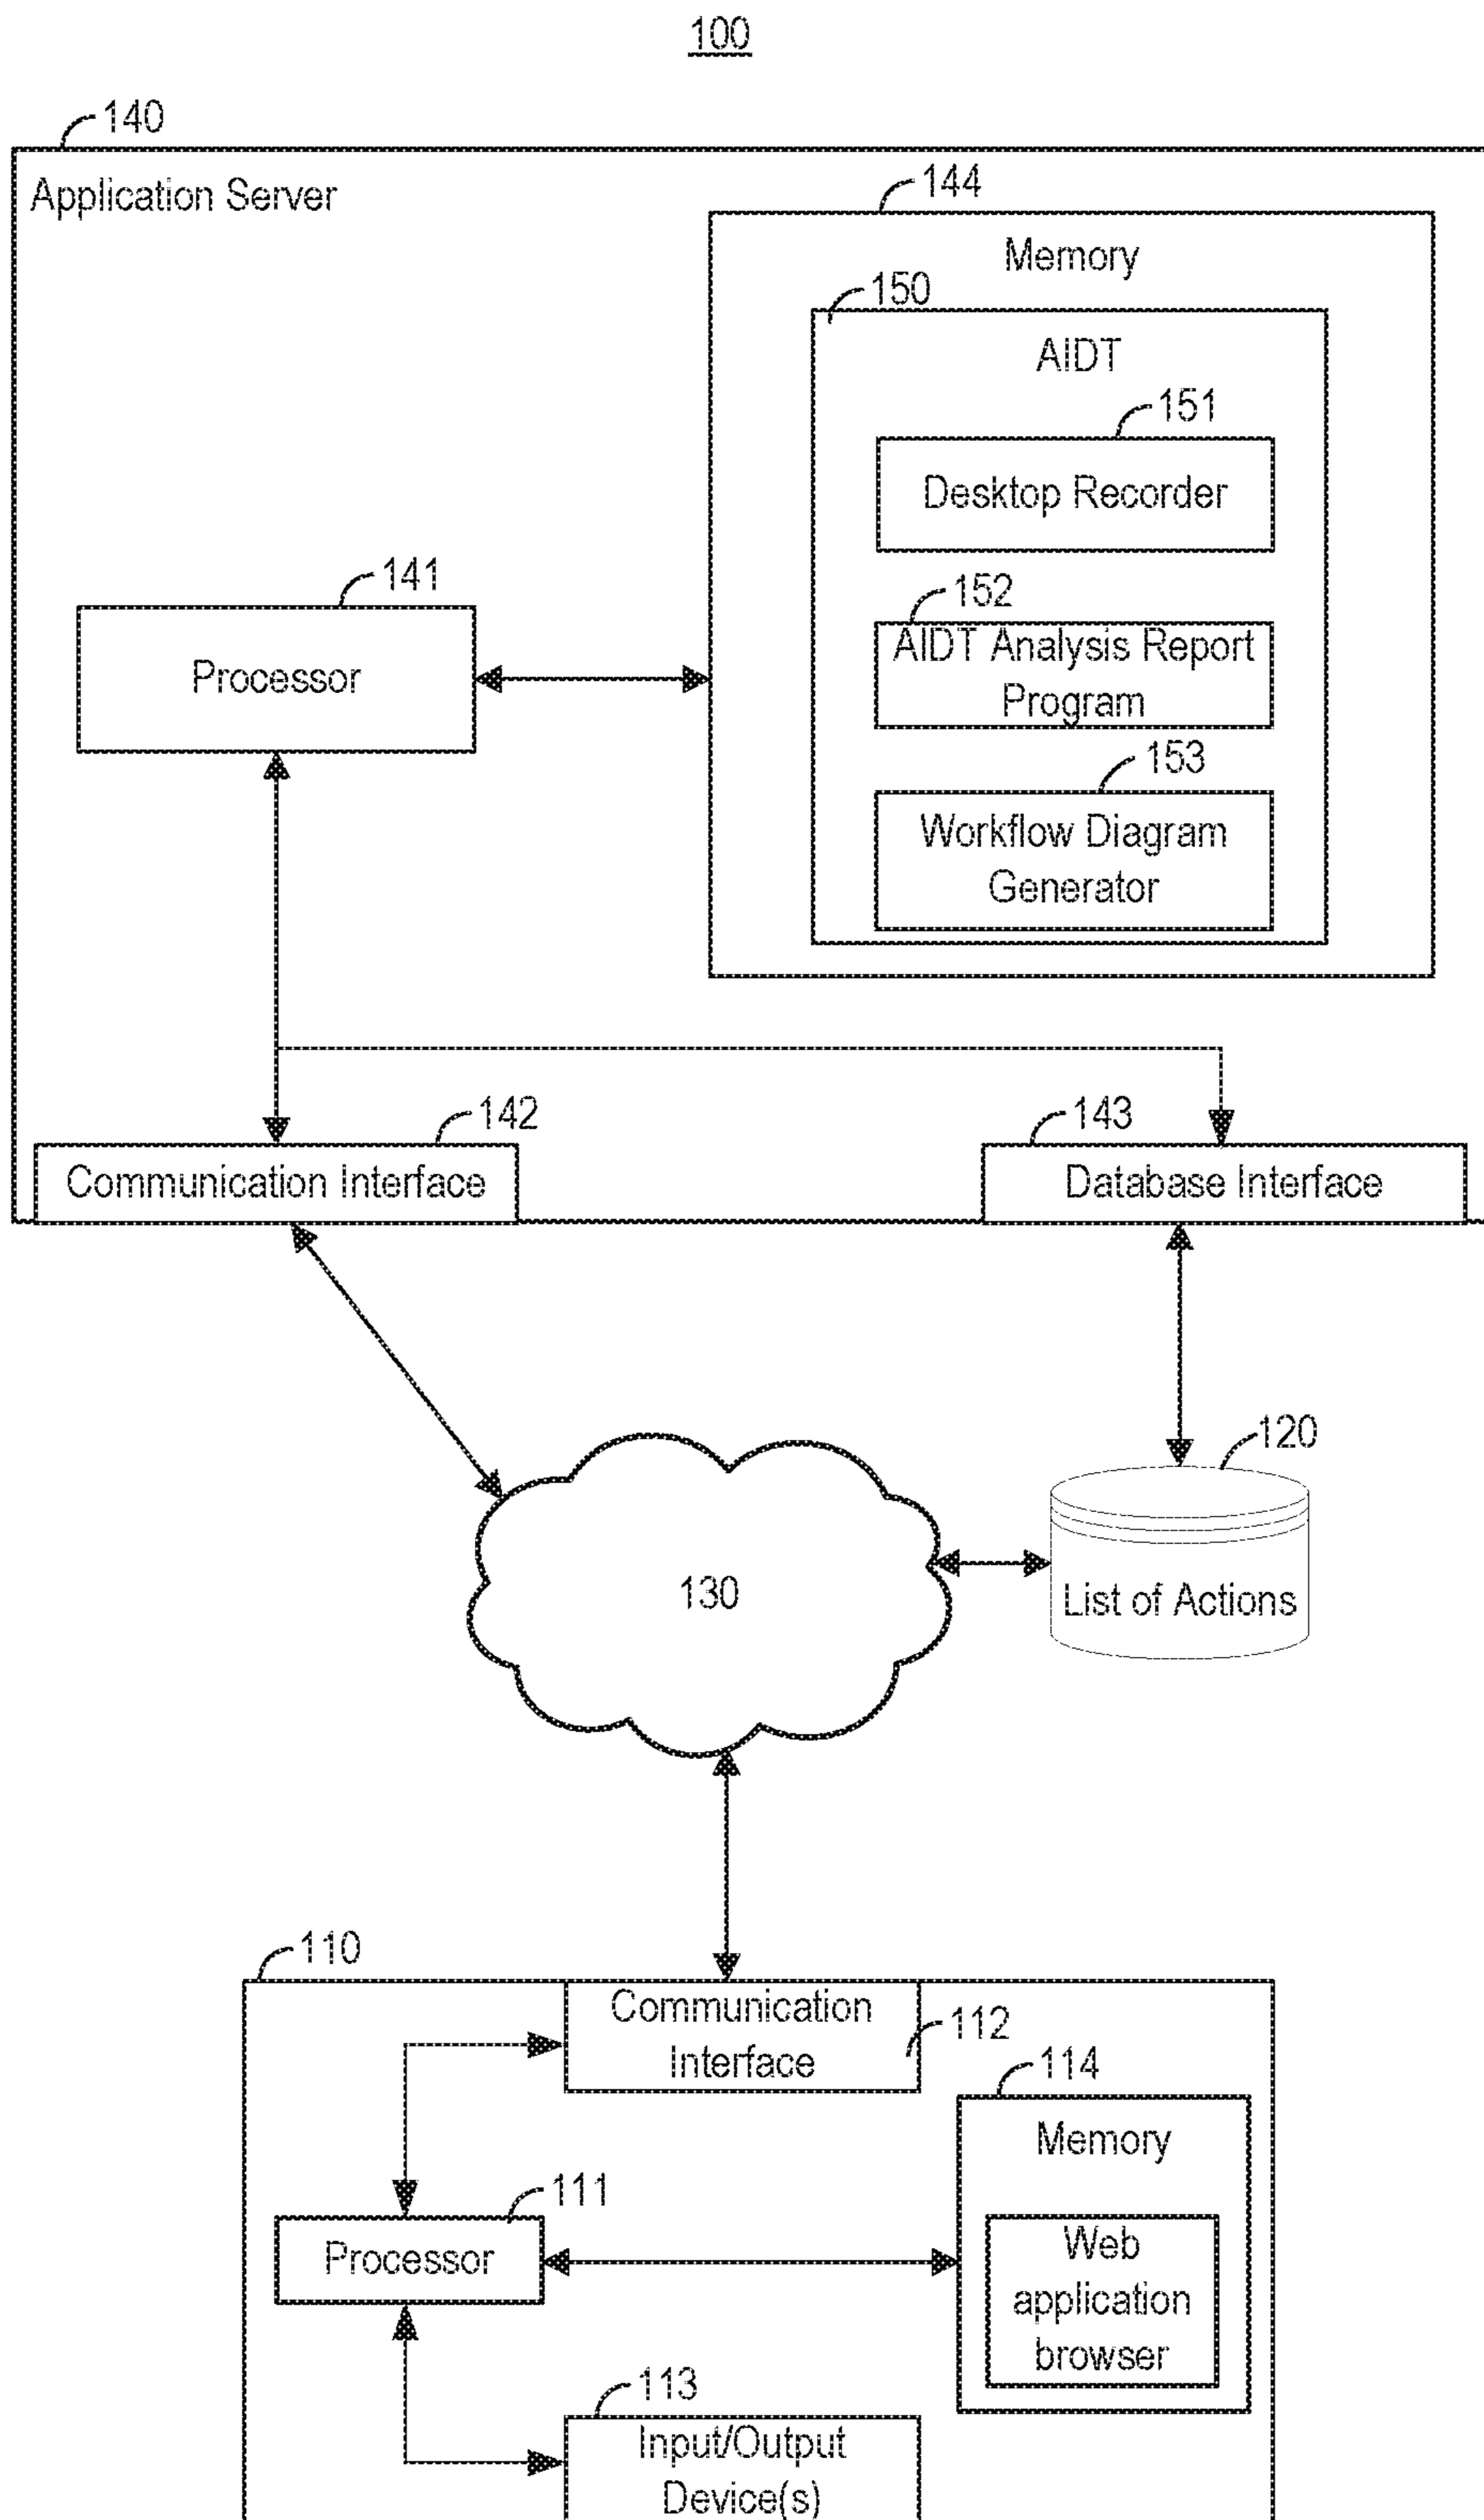 100
140
Application Server
144
Memory
150
AIDT
151
Desktop Recorder
141
Processor
152
AIDT Analysis Report
Program
153
Workflow Diagram
Generator
142
Communication Interface
143
Database Interface
120
130
List of Actions
110
Communication
Interface
112
114
Memory
111
Processor
Web
application
browser
113
Input/Output
Device(s)